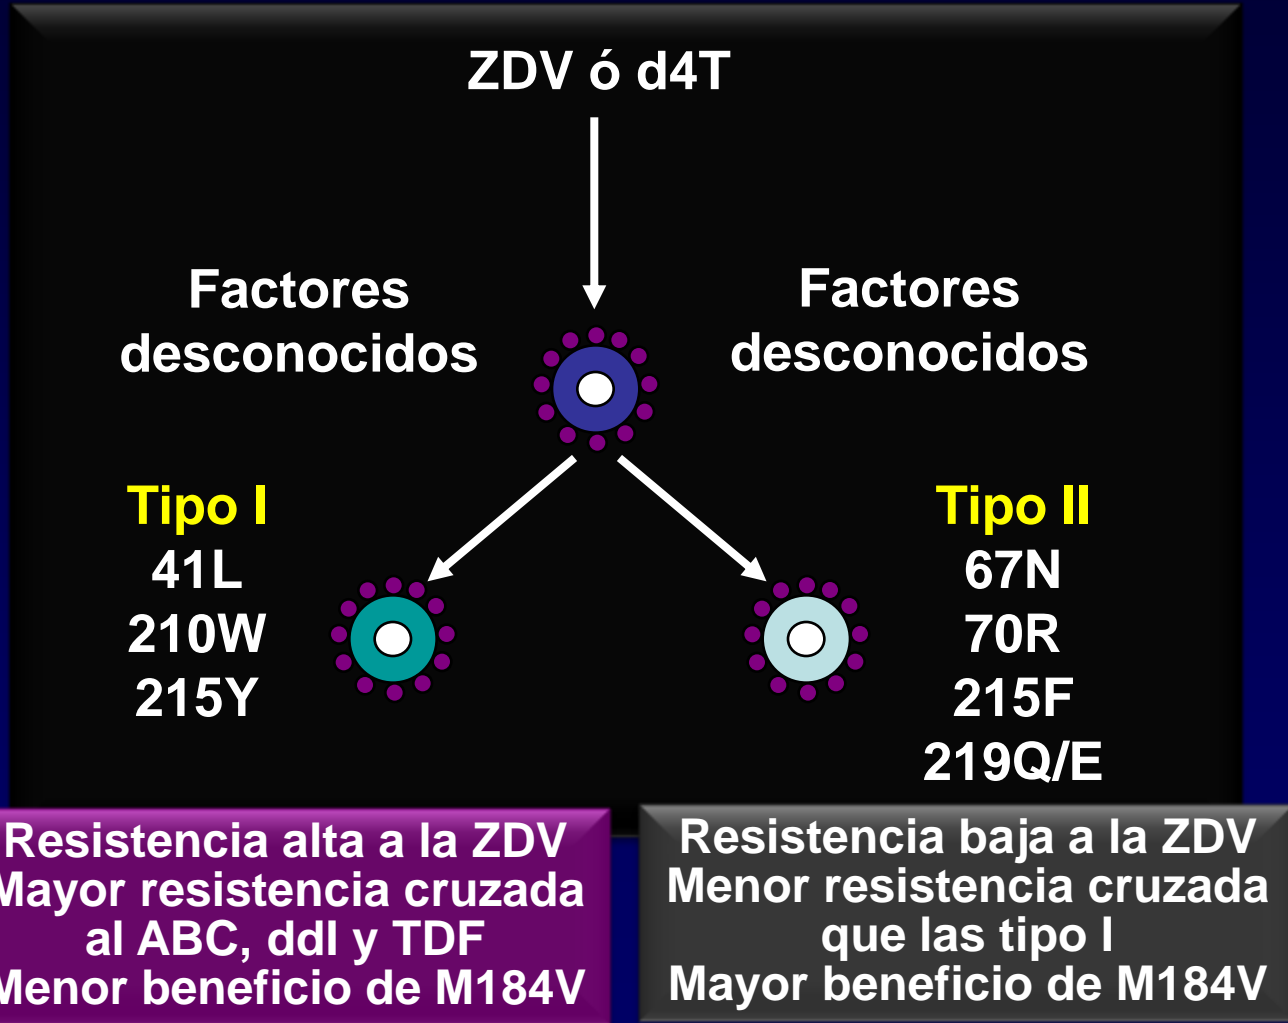 ZDV ó d4T
Factores
desconocidos
Factores
desconocidos
Tipo I
41L
210W
215Y
Tipo II
67N
70R
215F
219Q/E
Resistencia alta a la ZDV
Mayor resistencia cruzada
al ABC, ddI y TDF
Menor beneficio de M184V
Resistencia baja a la ZDV
Menor resistencia cruzada
que las tipo I
Mayor beneficio de M184V